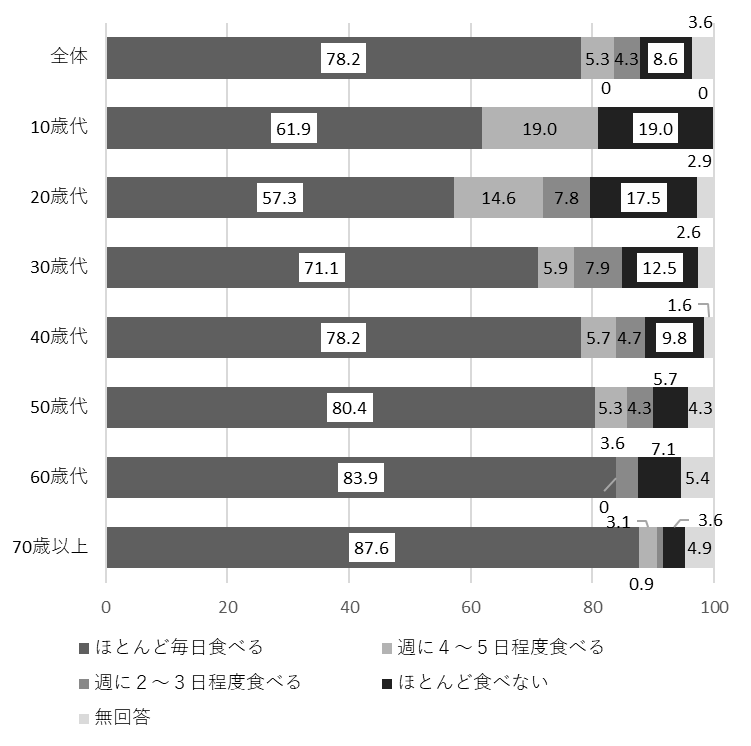 3.6
全体 78.2 5.3 4.3 8.6
0 0
10歳代 61.9 19.0 19.0
2.9
20歳代 57.3 14.6 7.8 17.5
2.6
30歳代 71.1 5.9 7.9 12.5
1.6
40歳代 78.2 5.7 4.7 9.8
5.7
50歳代 80.4 5.3 4.3 4.3
3.6 7.1
60歳代 83.9 5.4
0
3.1 3.6
70歳以上 87.6 4.9
0.9
0 20 40 60 80 100
ほとんど毎日食べる 週に４～５日程度食べる
週に２～３日程度食べる ほとんど食べない
無回答